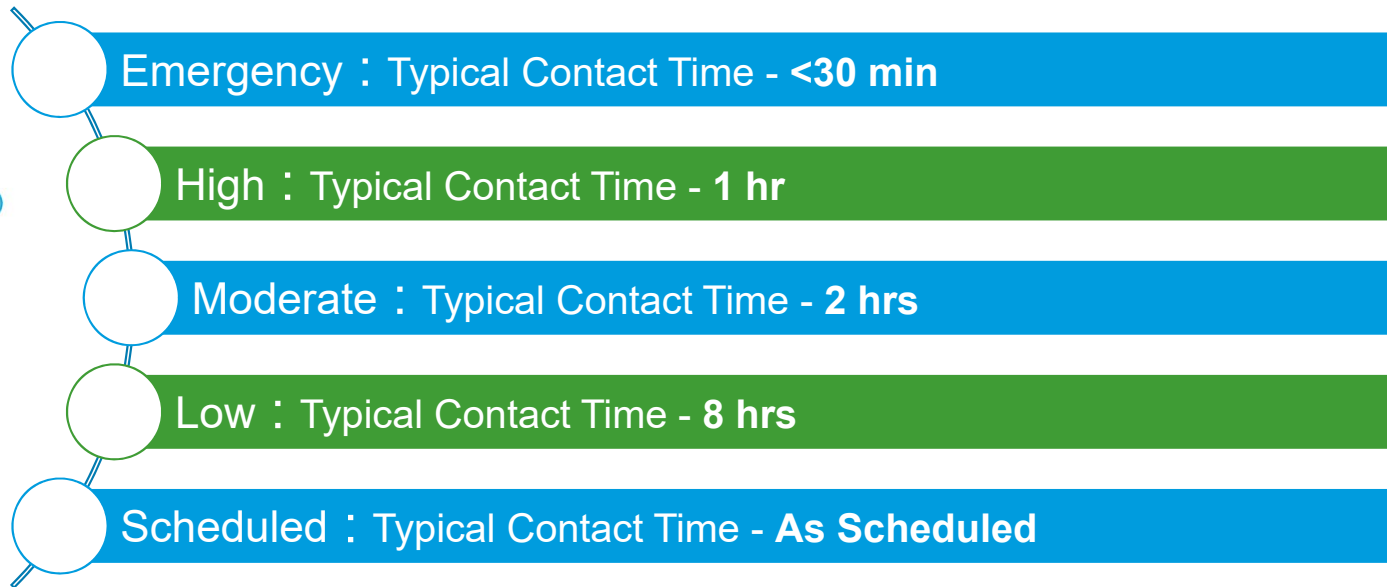 Emergency : Typical Contact Time - <30 min
High : Typical Contact Time - 1 hr
Moderate : Typical Contact Time - 2 hrs
Low : Typical Contact Time - 8 hrs
Scheduled : Typical Contact Time - As Scheduled